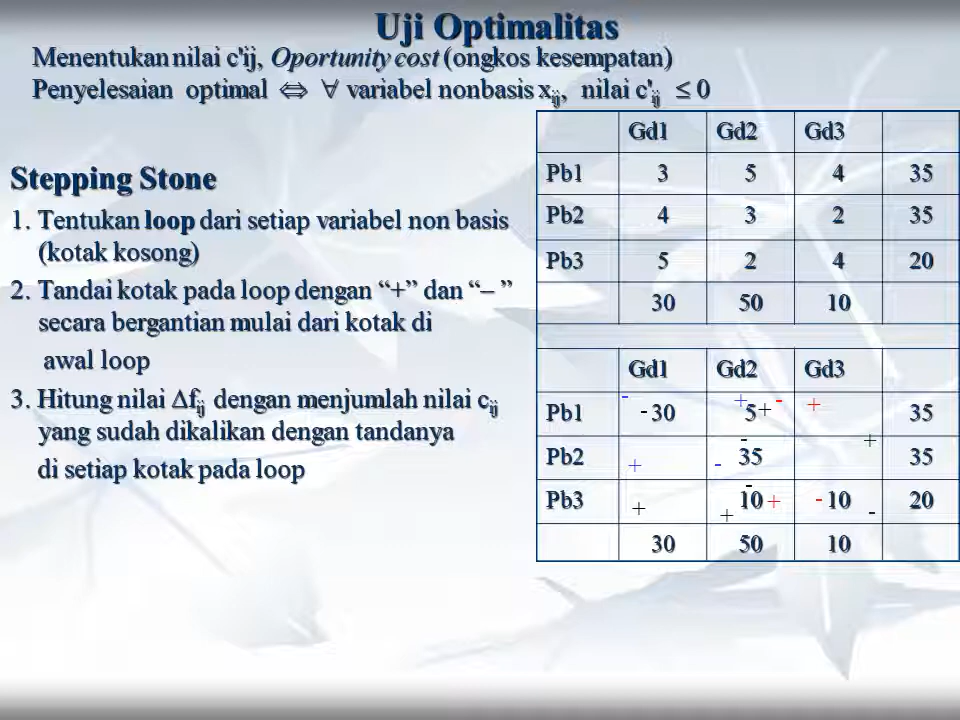 Uji Optimalitas
Menentukan nilai c'ij, Oportunity cost (ongkos kesempatan)
Penyelesaian optimal ⇔ ∀ variabel nonbasis xij, nilai c'ij ≤ 0
Stepping Stone
1. Tentukan loop dari setiap variabel non basis
(kotak kosong)
2. Tandai kotak pada loop dengan “+” dan “– ”
secara bergantian mulai dari kotak di
awal loop
3. Hitung nilai Δfij dengan menjumlah nilai cij
yang sudah dikalikan dengan tandanya
di setiap kotak pada loop
Gd1 Gd2 Gd3
Pb1 3 5 4 35
Pb2 4 3 2 35
Pb3 5 2 4 20
30 50 10
Gd1 Gd2 Gd3
- + - +
Pb1 - 30 5 + 35
- +
Pb2 + - 35 35
-
Pb3 + + 10 + - 10 - 20
30 50 10